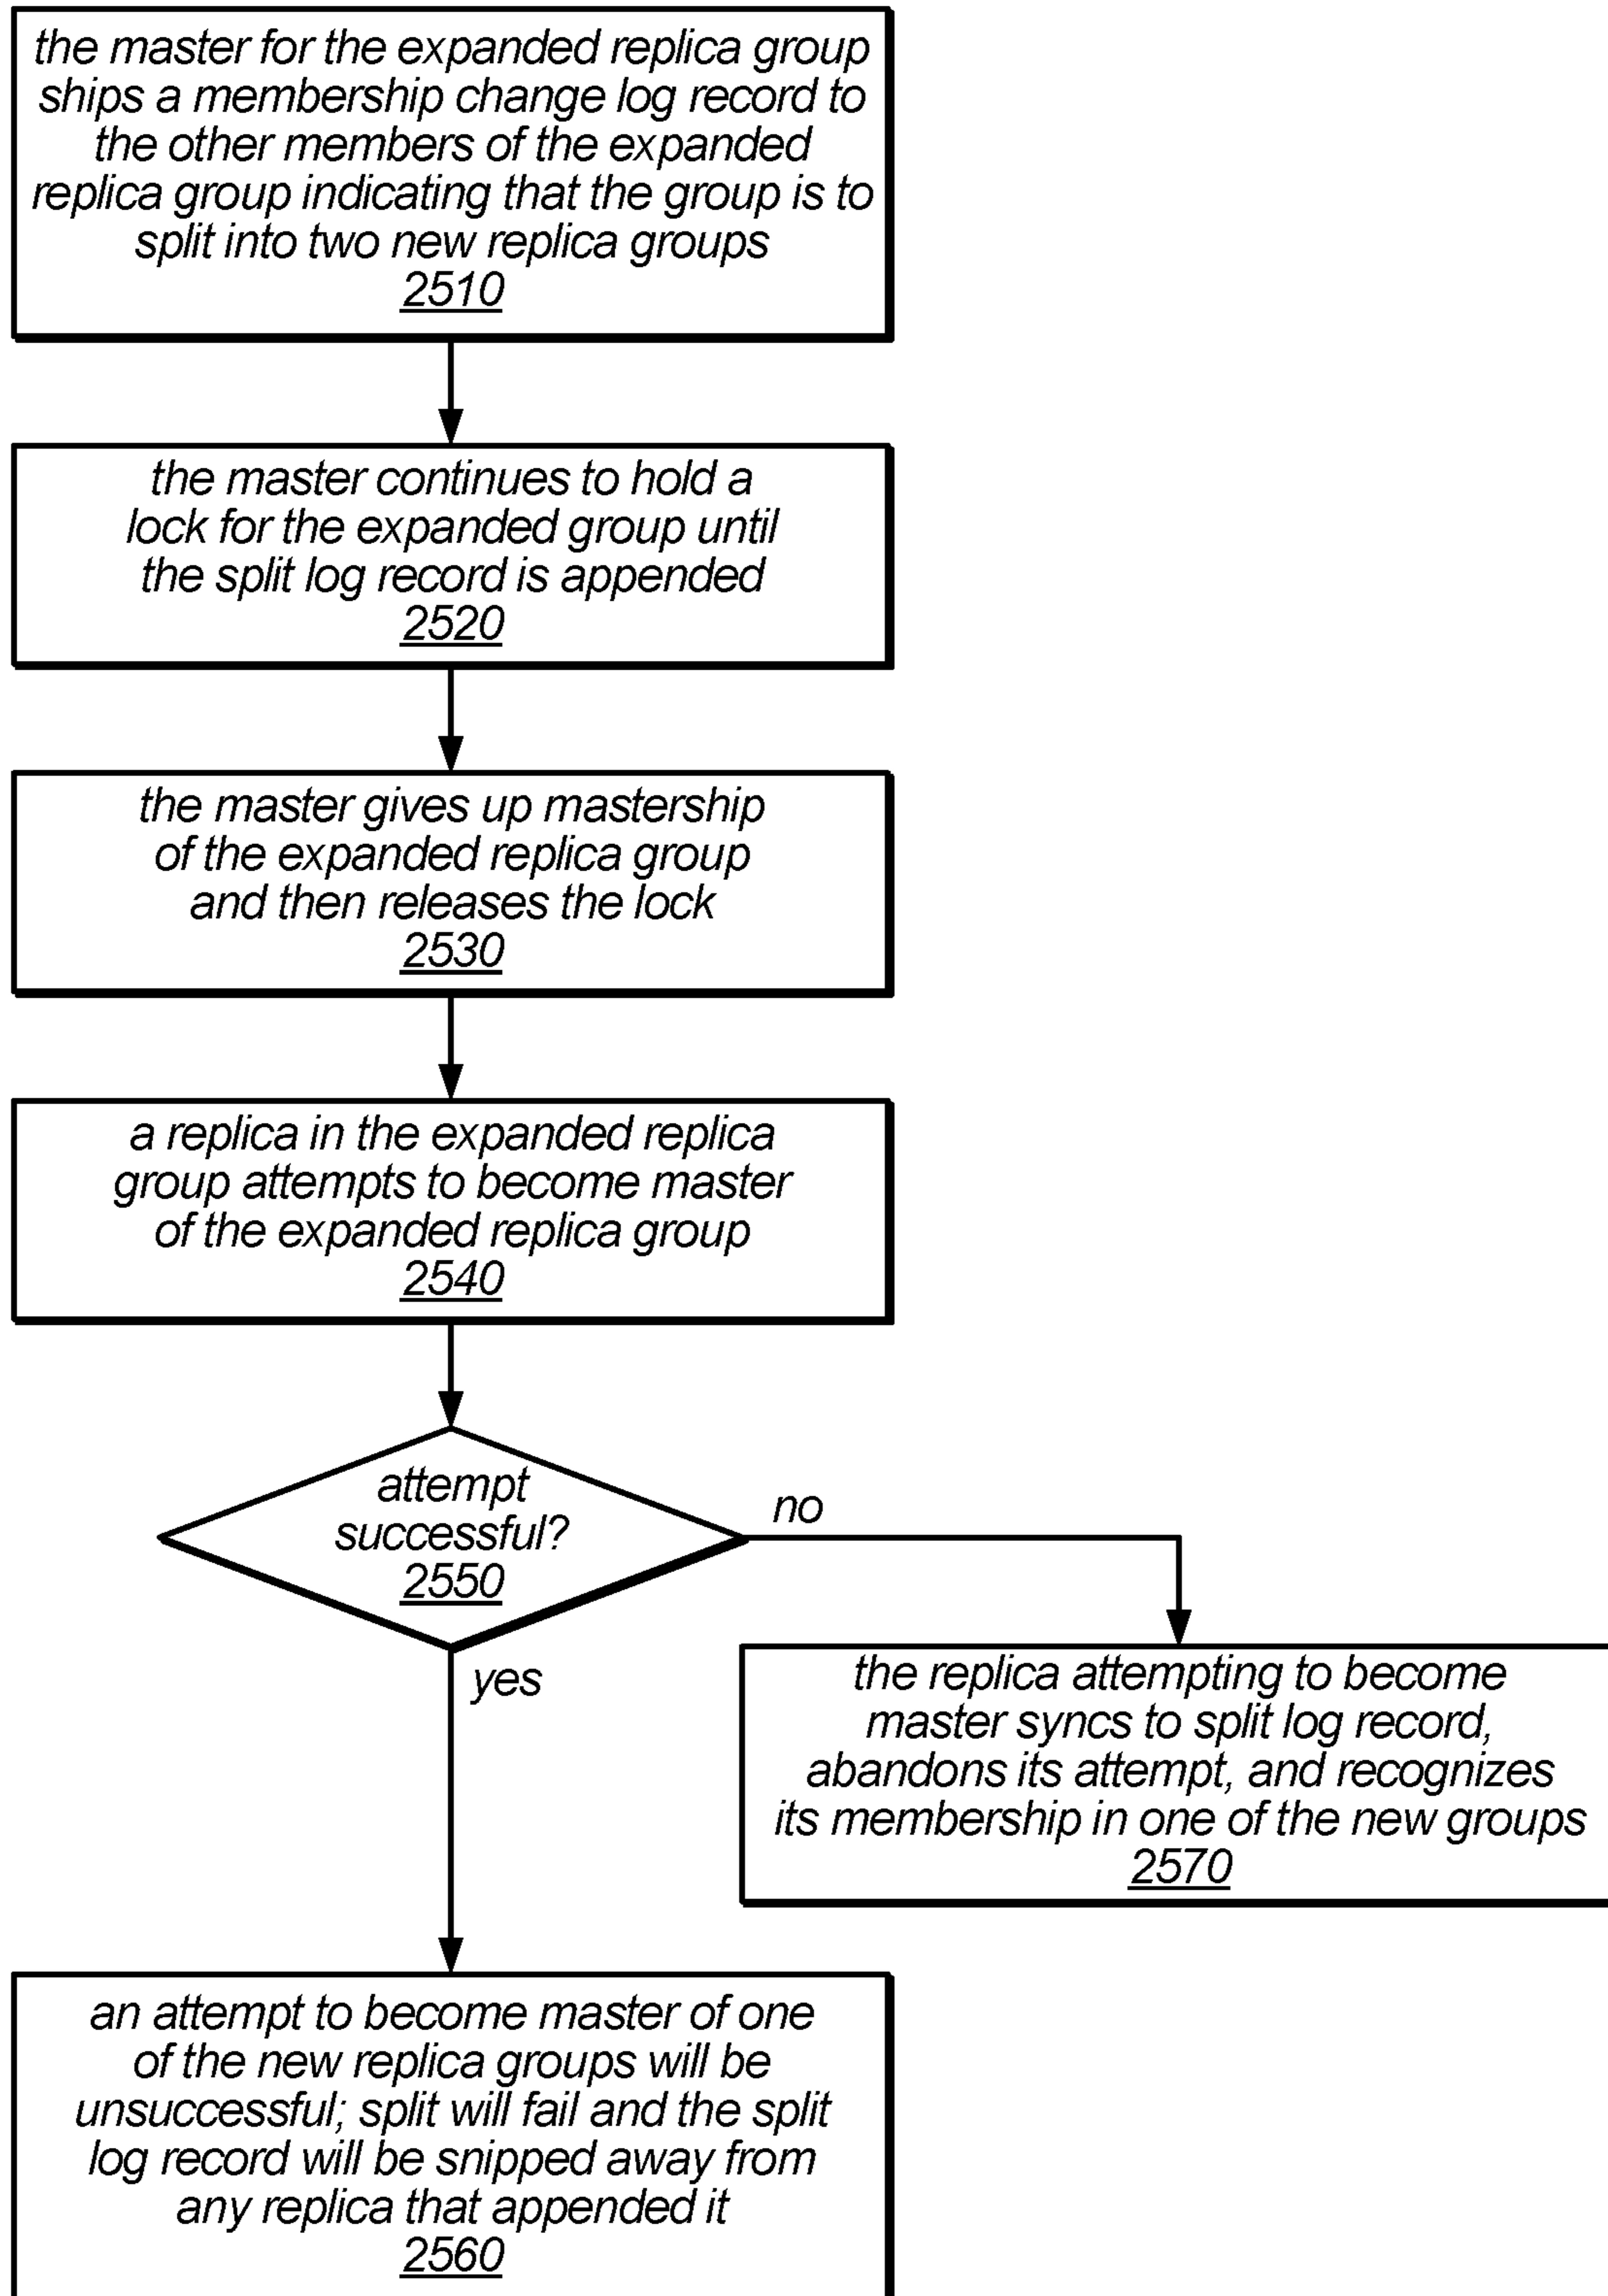 the master for the expanded replica group
ships a membership change log record to
the other members of the expanded
replica group indicating that the group is to
split into two new replica groups
2510
the master continues to hold a
lock for the expanded group until
the split log record is appended
2520
the master gives up mastership
of the expanded replica group
and then releases the lock
2530
a replica in the expanded replica
group attempts to become master
of the expanded replica group
2540
attempt
successful?
2550
no
yes
the replica attempting to become
master syncs to split log record,
abandons its attempt, and recognizes
its membership in one of the new groups
2570
an attempt to become master of one
of the new replica groups will be
unsuccessful; split will fail and the split
log record will be snipped away from
any replica that appended it
2560